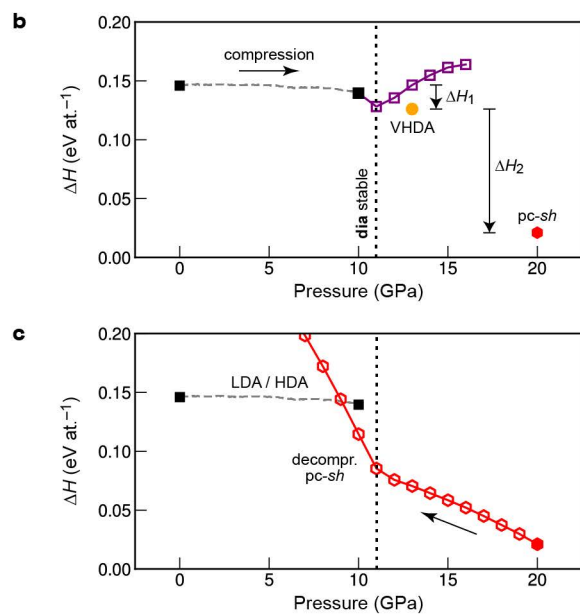 b
0.20
0.15
0.10
0.05
0.00
ΔH (eV at.⁻¹)
compression
ΔH₁
VHDA
ΔH₂
dia stable
pc-sh
0 5 10 15 20
Pressure (GPa)
c
0.20
0.15
0.10
0.05
0.00
ΔH (eV at.⁻¹)
LDA / HDA
decompr.
pc-sh
0 5 10 15 20
Pressure (GPa)